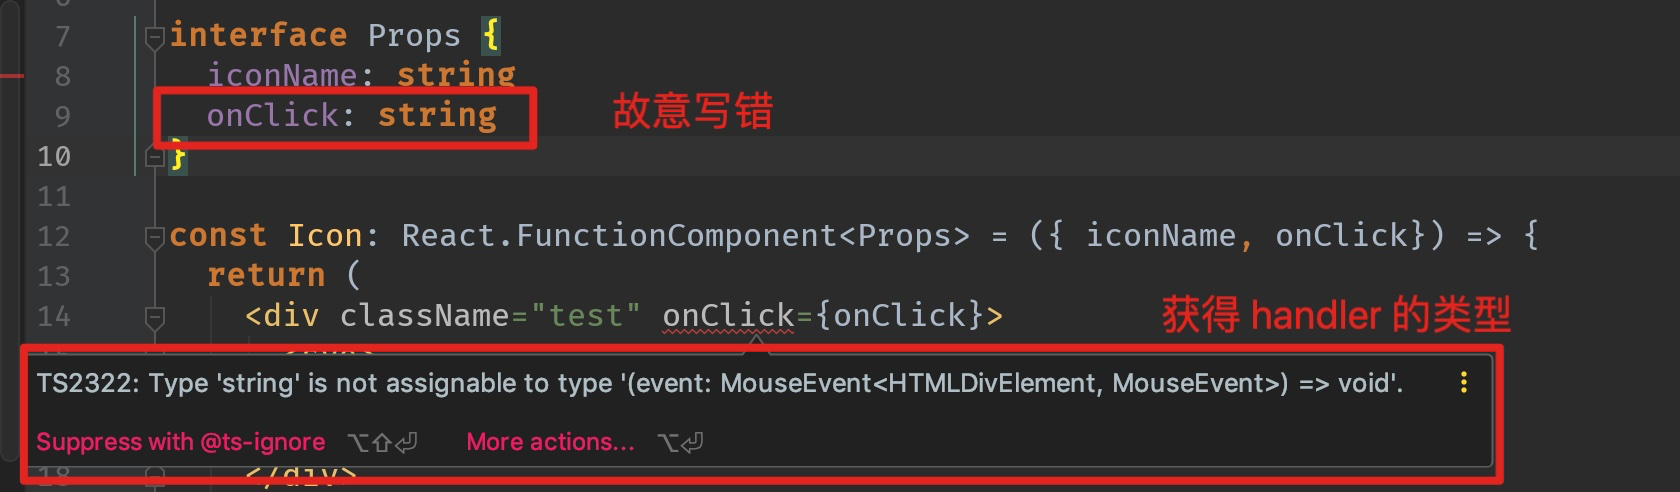 7 interface Props {
8 iconName: string
9 onClick: string
故意写错
10 }
11
12 const Icon: React.FunctionComponent<Props> = ({ iconName, onClick}) => {
13 return (
14 <div className="test" onClick={onClick}>
获得 handler 的类型
TS2322: Type 'string' is not assignable to type '(event: MouseEvent<HTMLDivElement, MouseEvent>) => void'.
Suppress with @ts-ignore ⌥⇧⏎ More actions... ⌥⏎
18 </div>